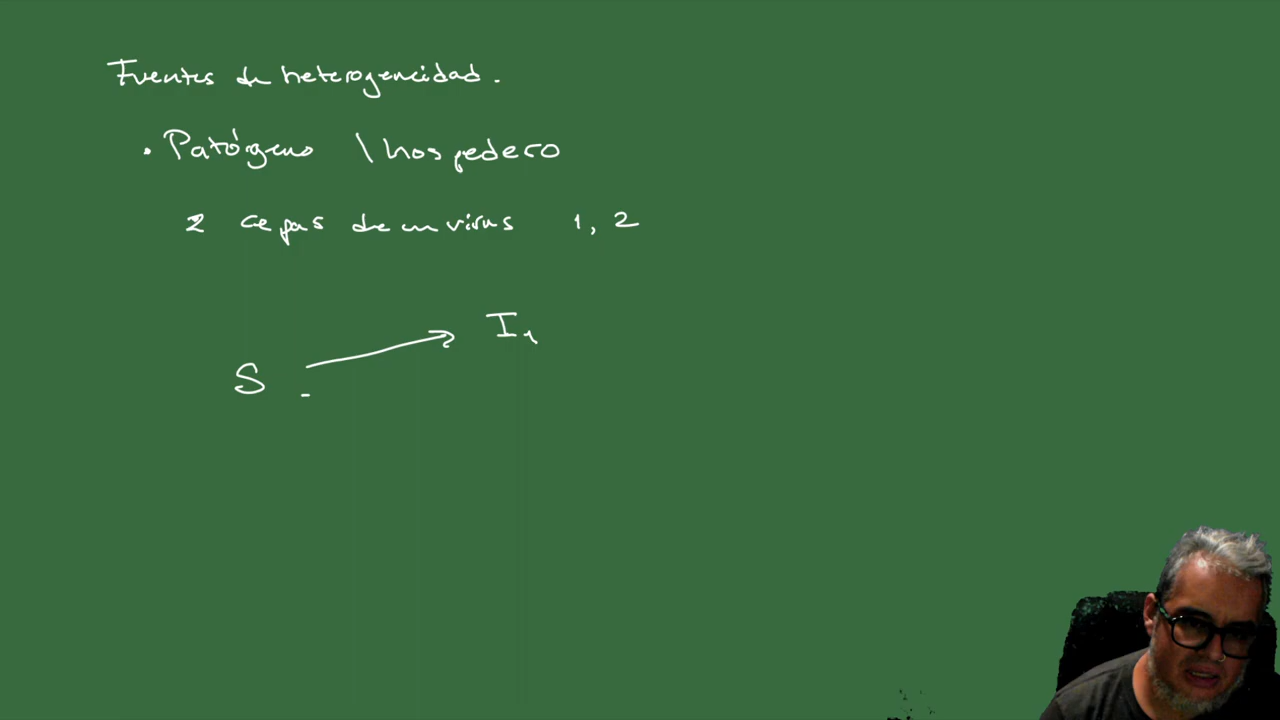 Fuentes de heterogeneidad.
• Patógeno \ hospedero
2 cepas de un virus 1, 2
I₁
S